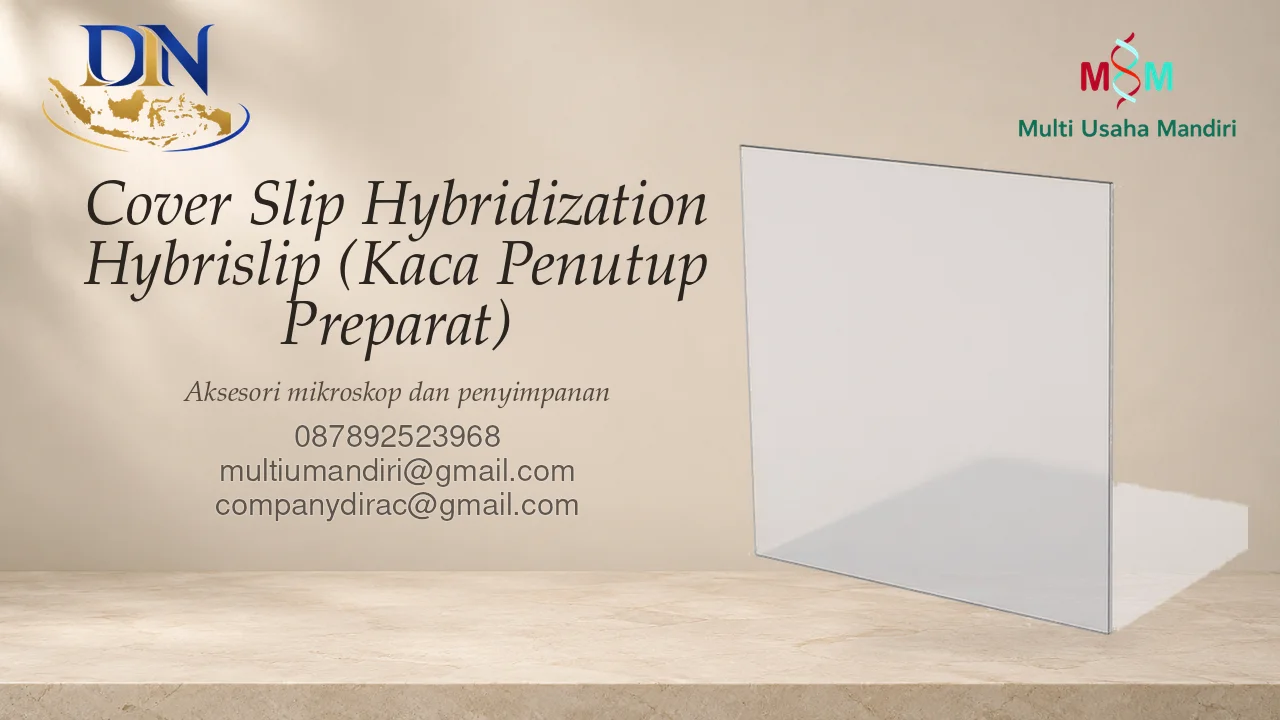 DN
M M
Multi Usaha Mandiri
Cover Slip Hybridization
Hybrislip (Kaca Penutup
Preparat)
Aksesori mikroskop dan penyimpanan
087892523968
multiumandiri@gmail.com
companydirac@gmail.com